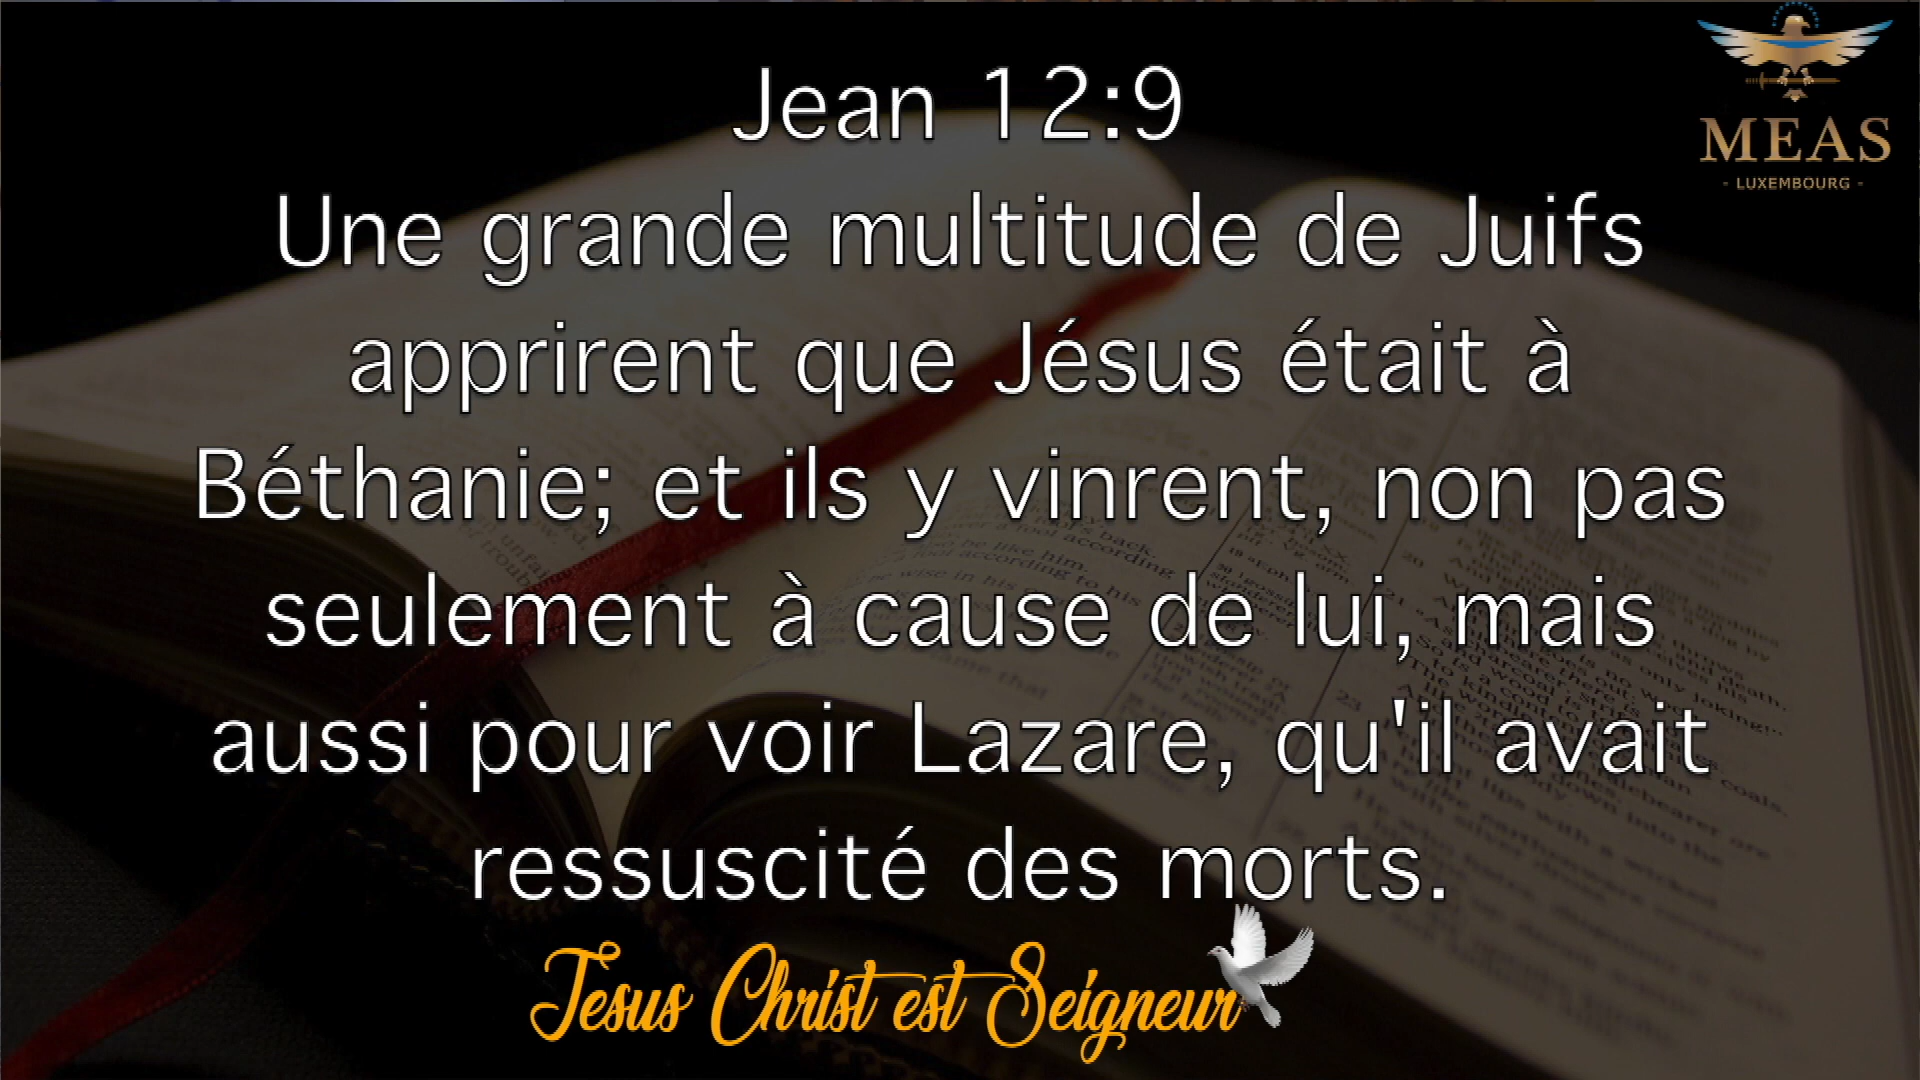 Jean 12:9
Une grande multitude de Juifs
apprirent que Jésus était à
Béthanie; et ils y vinrent, non pas
seulement à cause de lui, mais
aussi pour voir Lazare, qu'il avait
ressuscité des morts.
Jesus Christ est Seigneur
MEAS
- LUXEMBOURG -